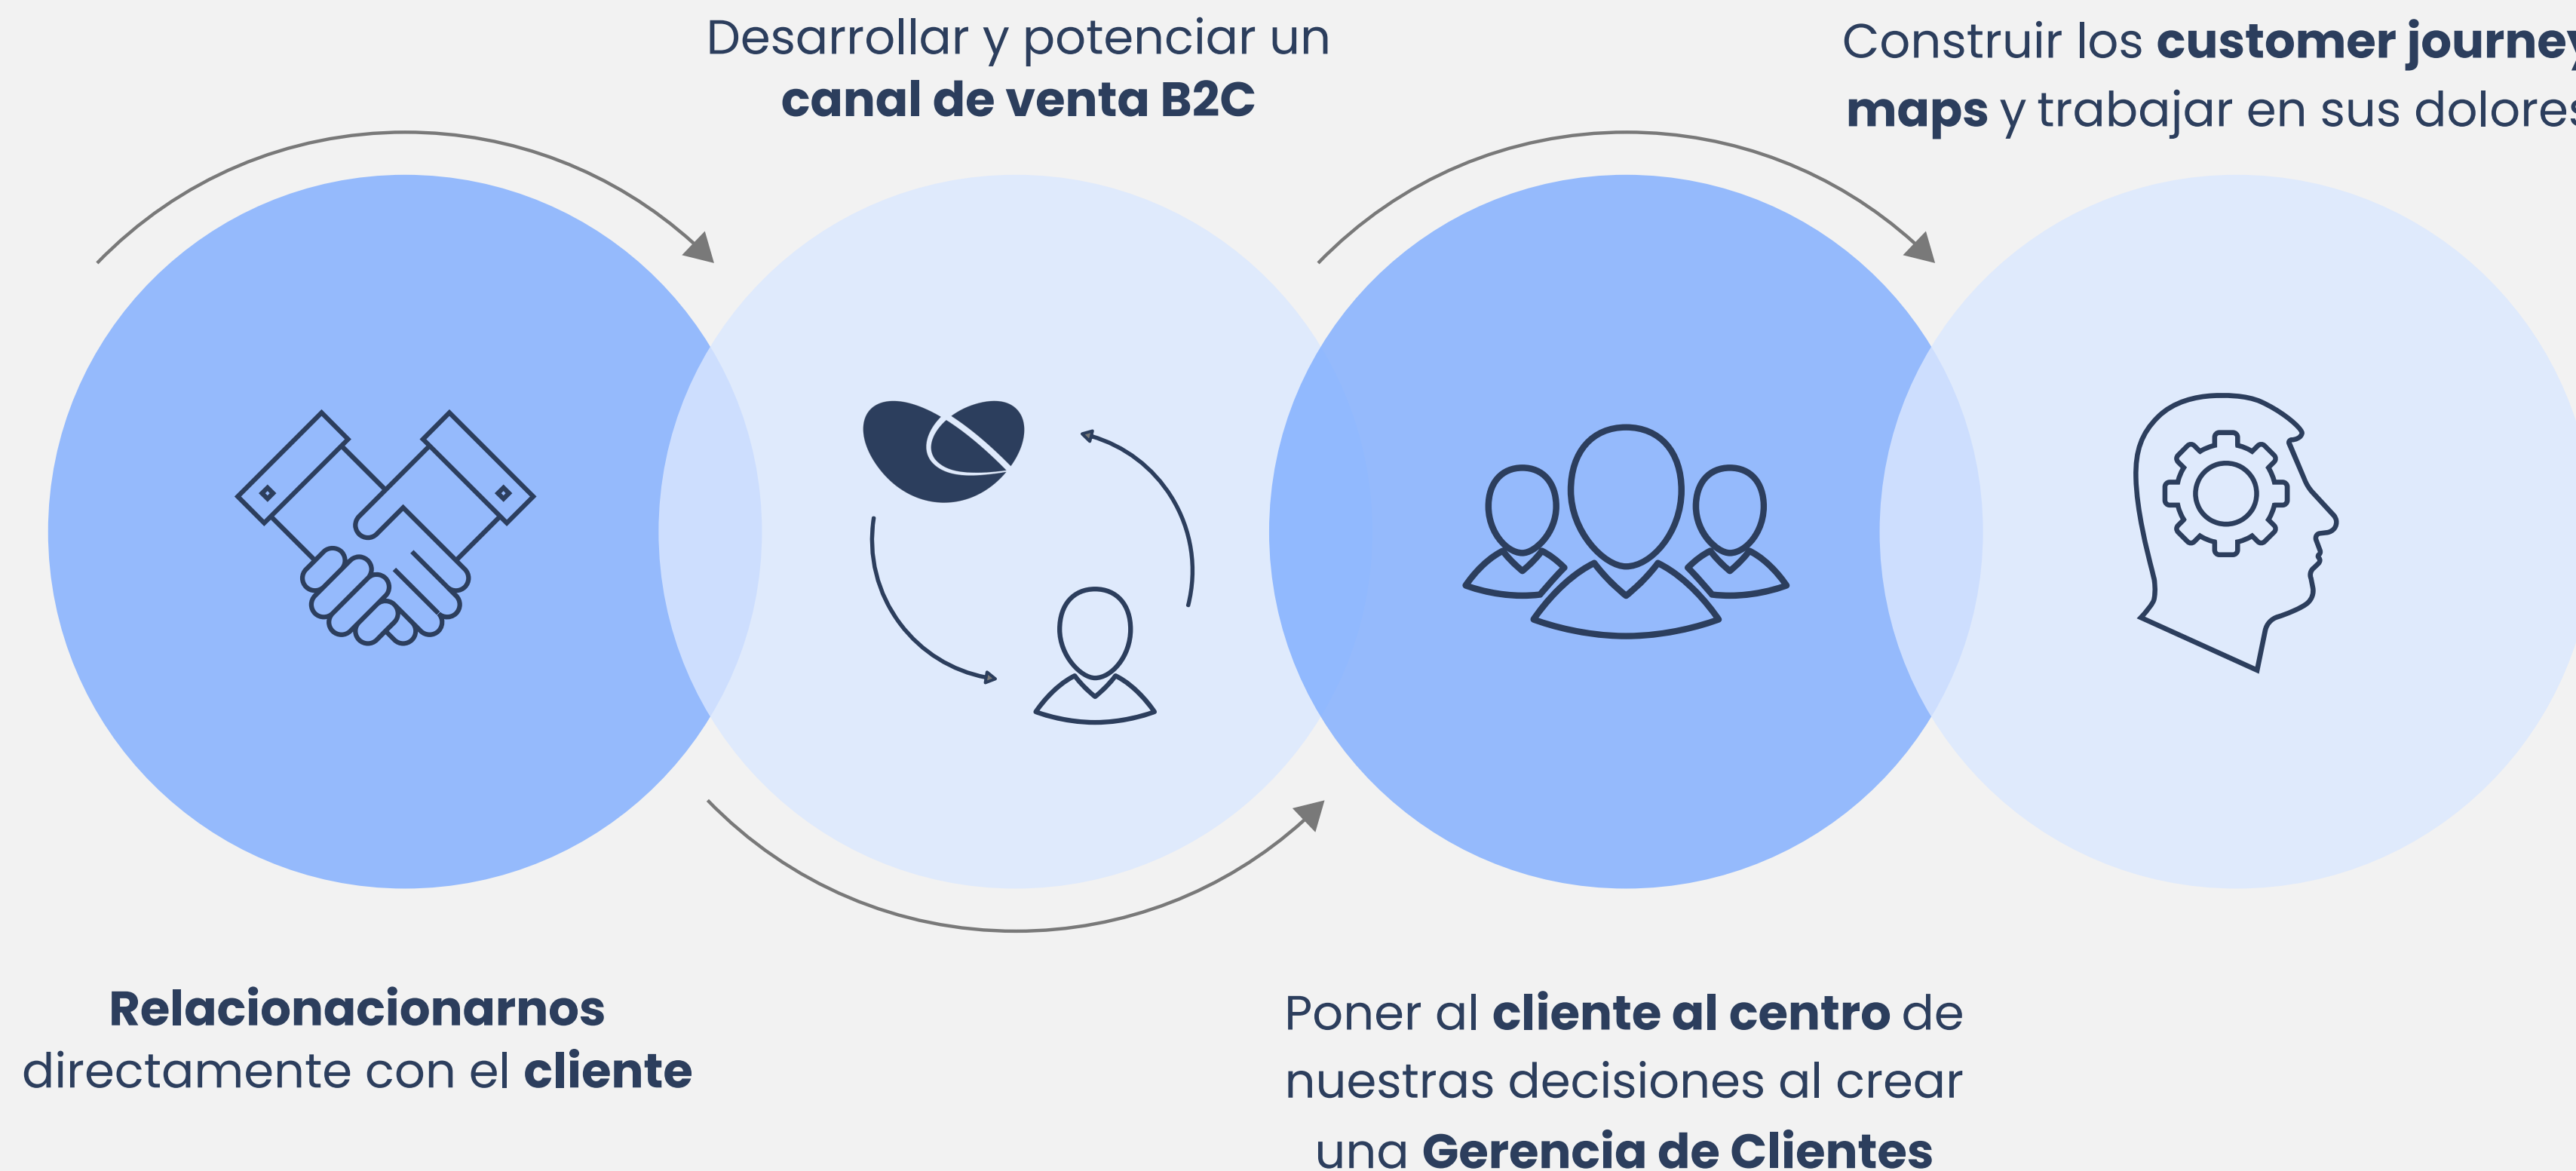 Desarrollar y potenciar un
canal de venta B2C
Construir los customer journey
maps y trabajar en sus dolores
Relacionacionarnos
directamente con el cliente
Poner al cliente al centro de
nuestras decisiones al crear
una Gerencia de Clientes